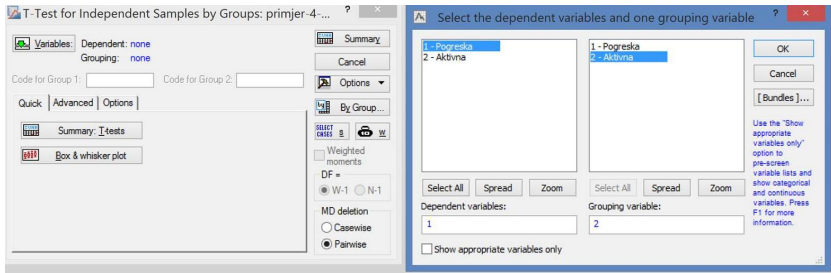 T-Test for Independent Samples by Groups: primjer-4-... ? ×
Variables: Dependent: none
Grouping: none
Code for Group 1: Code for Group 2:
Quick Advanced Options
Summary: T-tests
Box & whisker plot
Summary
Cancel
Options
By Group...
SELECT CASES S W
Weighted
moments
DF =
W-1 N-1
MD deletion
Casewise
Pairwise
Select the dependent variables and one grouping variable ? ×
1 - Pogreska
2 - Aktivna
Select All Spread Zoom
Dependent variables:
1
1 - Pogreska
2 - Aktivna
Select All Spread Zoom
Grouping variable:
2
Show appropriate variables only
OK
Cancel
[ Bundles ]...
Use the "Show
appropriate
variables only"
option to
pre-screen
variable lists and
show categorical
and continuous
variables. Press
F1 for more
information.